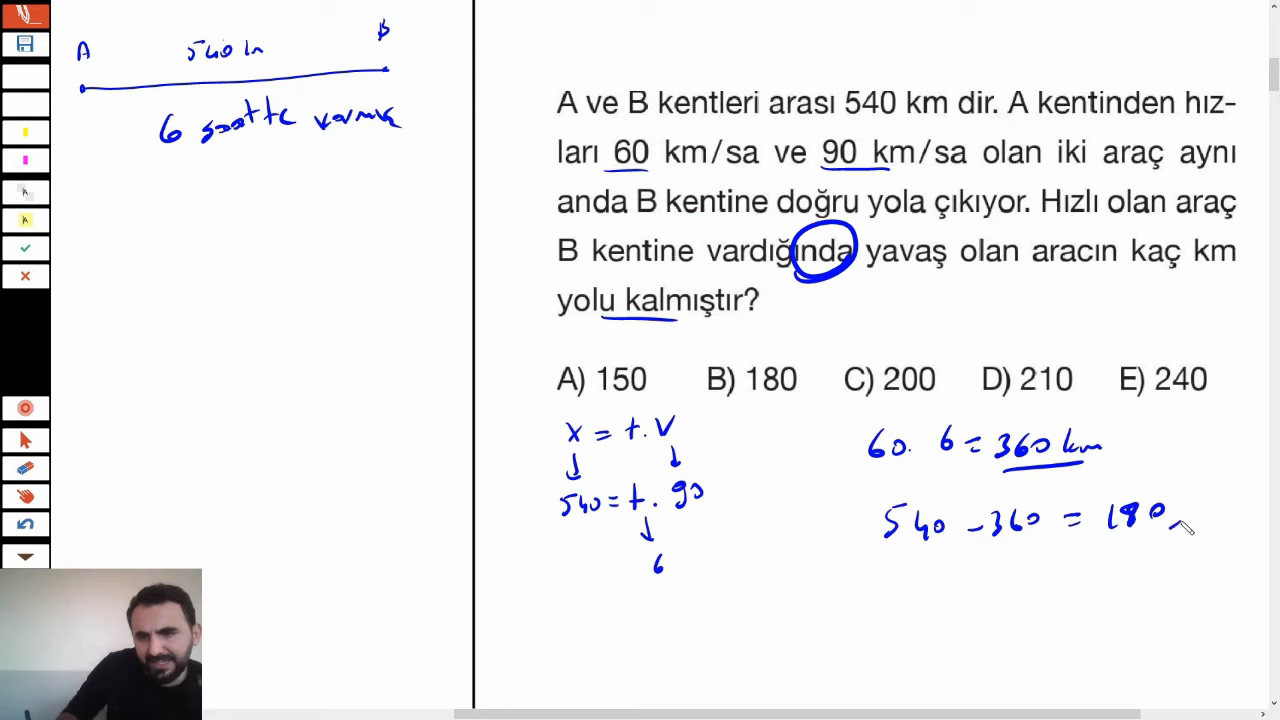 A
540 km
B
6 saatte varmak
A ve B kentleri arası 540 km dir. A kentinden hız-
ları 60 km/sa ve 90 km/sa olan iki araç aynı
anda B kentine doğru yola çıkıyor. Hızlı olan araç
B kentine vardığında yavaş olan aracın kaç km
yolu kalmıştır?
A) 150 B) 180 C) 200 D) 210 E) 240
x = t.V
540 = t. 90
6
60. 6 = 360 km
540 - 360 = 180